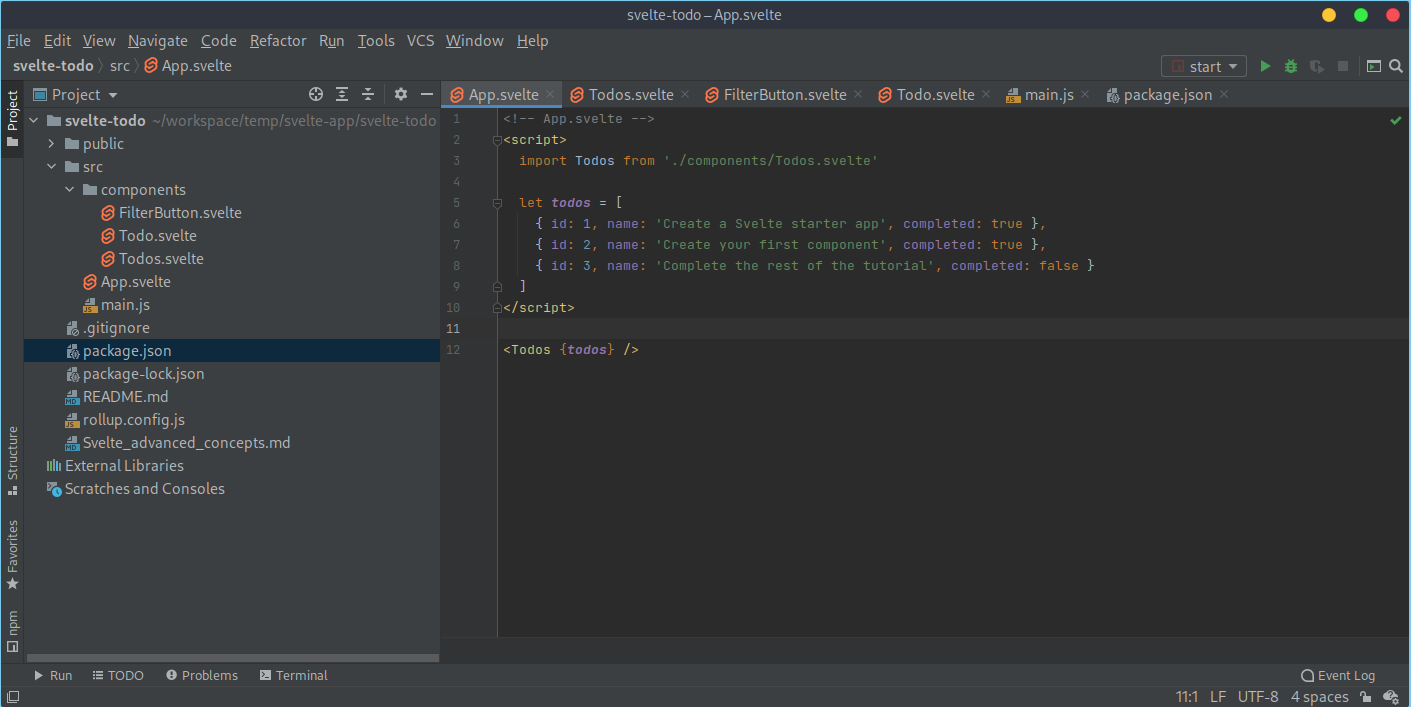 svelte-todo – App.svelte
File Edit View Navigate Code Refactor Run Tools VCS Window Help
svelte-todo src App.svelte start
Project
Project
App.svelte Todos.svelte FilterButton.svelte Todo.svelte main.js package.json
svelte-todo ~/workspace/temp/svelte-app/svelte-todo
public
src
components
FilterButton.svelte
Todo.svelte
Todos.svelte
App.svelte
main.js
.gitignore
package.json
package-lock.json
README.md
rollup.config.js
Svelte_advanced_concepts.md
External Libraries
Scratches and Consoles
1 <!-- App.svelte -->
2 <script>
3 import Todos from './components/Todos.svelte'
4
5 let todos = [
6 { id: 1, name: 'Create a Svelte starter app', completed: true },
7 { id: 2, name: 'Create your first component', completed: true },
8 { id: 3, name: 'Complete the rest of the tutorial', completed: false }
9 ]
10 </script>
11
12 <Todos {todos} />
Structure
Favorites
npm
Run TODO Problems Terminal Event Log
11:1 LF UTF-8 4 spaces